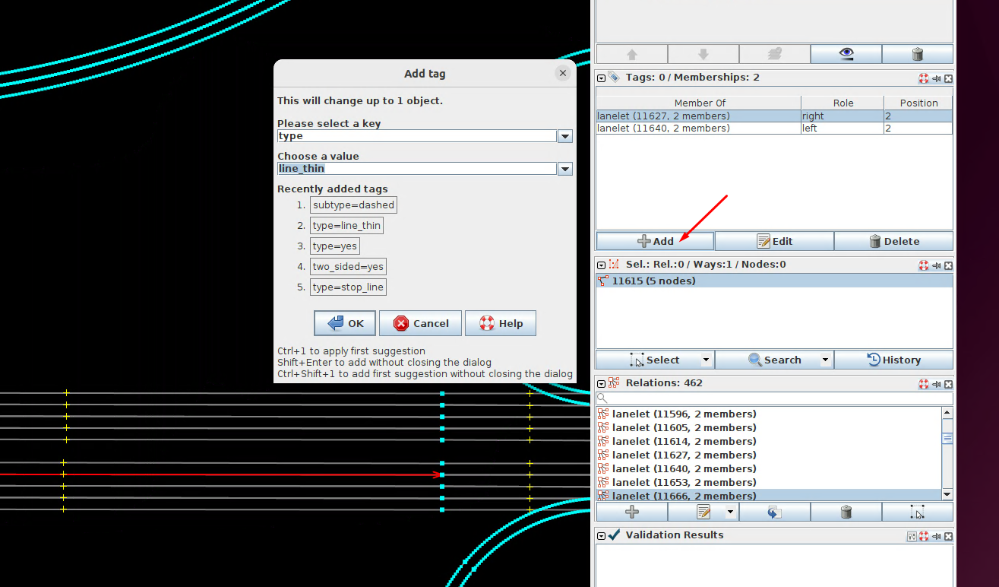 Add tag
This will change up to 1 object.
Please select a key
type
Choose a value
line_thin
Recently added tags
1. subtype=dashed
2. type=line_thin
3. type=yes
4. two_sided=yes
5. type=stop_line
OK Cancel Help
Ctrl+1 to apply first suggestion
Shift+Enter to add without closing the dialog
Ctrl+Shift+1 to add first suggestion without closing the dialog
Tags: 0 / Memberships: 2
Member Of Role Position
lanelet (11627, 2 members) right 2
lanelet (11640, 2 members) left 2
Add Edit Delete
Sel.: Rel.:0 / Ways:1 / Nodes:0
11615 (5 nodes)
Select Search History
Relations: 462
lanelet (11596, 2 members)
lanelet (11605, 2 members)
lanelet (11614, 2 members)
lanelet (11627, 2 members)
lanelet (11640, 2 members)
lanelet (11653, 2 members)
lanelet (11666, 2 members)
Validation Results